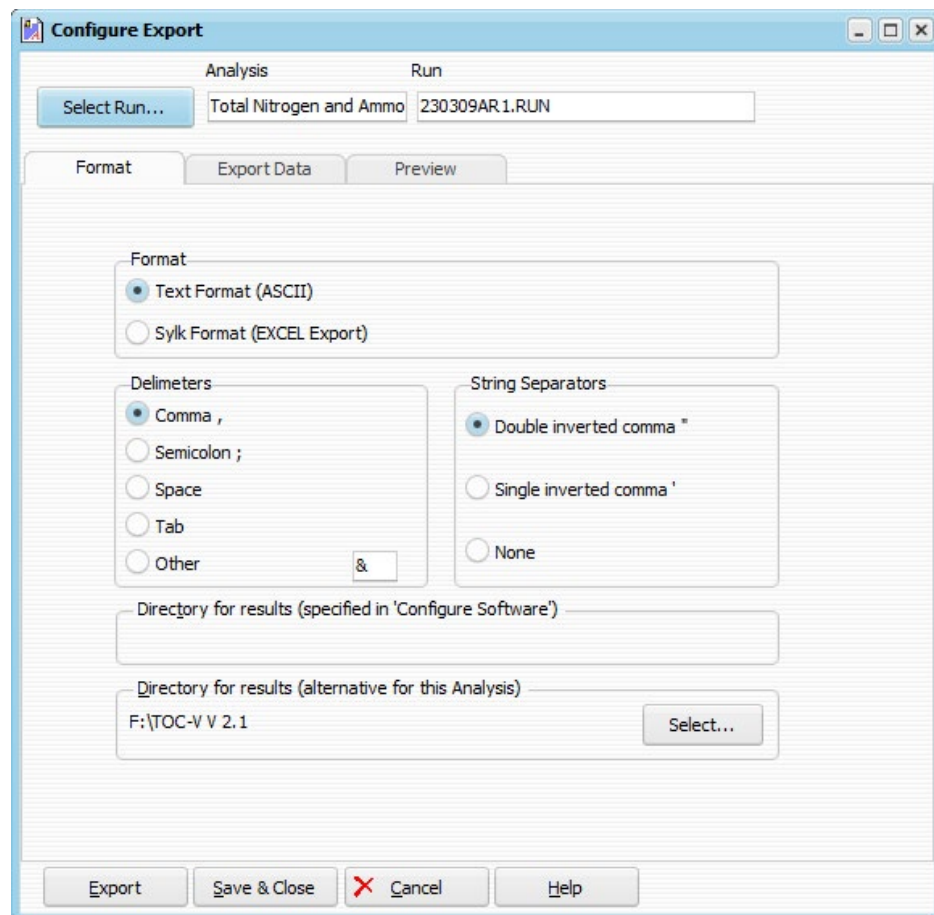 Configure Export
Analysis Run
Select Run... Total Nitrogen and Ammo 230309AR1.RUN
Format Export Data Preview
Format
Text Format (ASCII)
Sylk Format (EXCEL Export)
Delimeters
Comma ,
Semicolon ;
Space
Tab
Other &
String Separators
Double inverted comma "
Single inverted comma '
None
Directory for results (specified in 'Configure Software')
Directory for results (alternative for this Analysis)
F:\TOC-V V 2.1 Select...
Export Save & Close Cancel Help